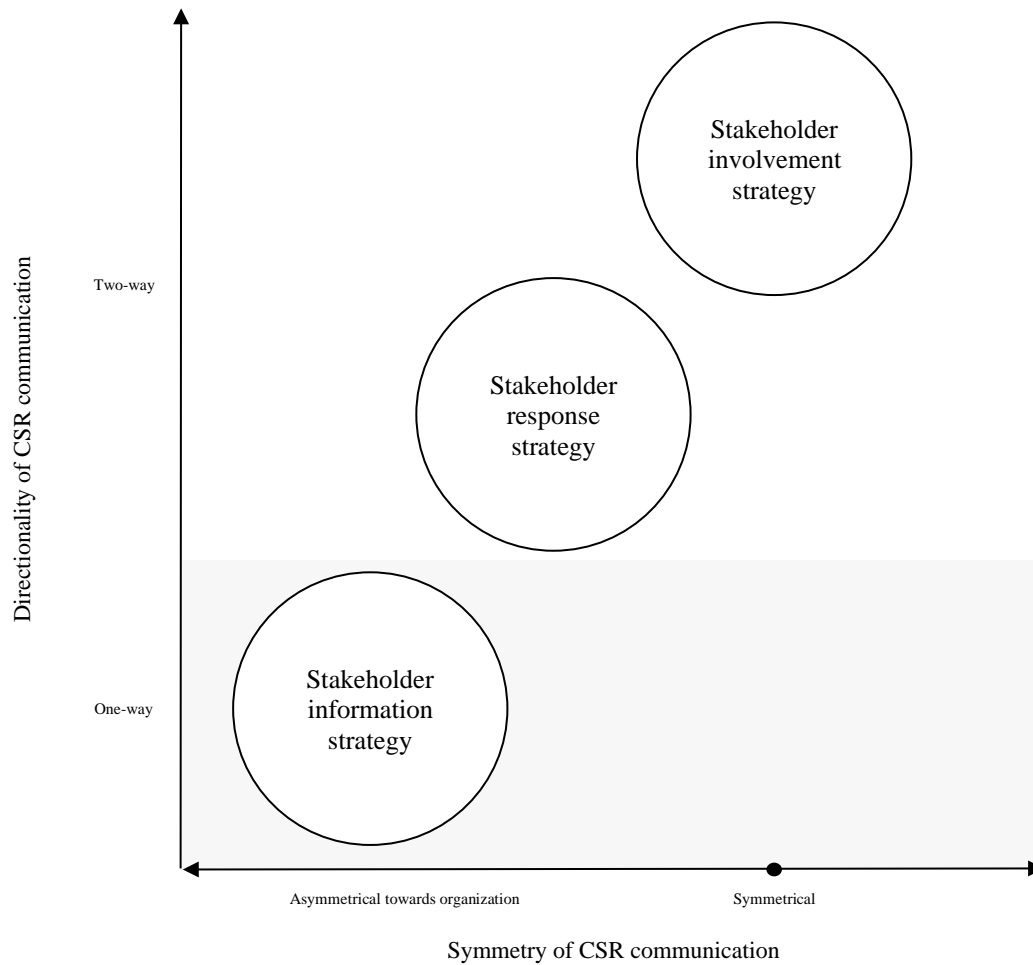 Stakeholder
involvement
strategy
Two-way
Stakeholder
response
strategy
Directionality of CSR communication
Stakeholder
information
strategy
One-way
Asymmetrical towards organization
Symmetrical
Symmetry of CSR communication